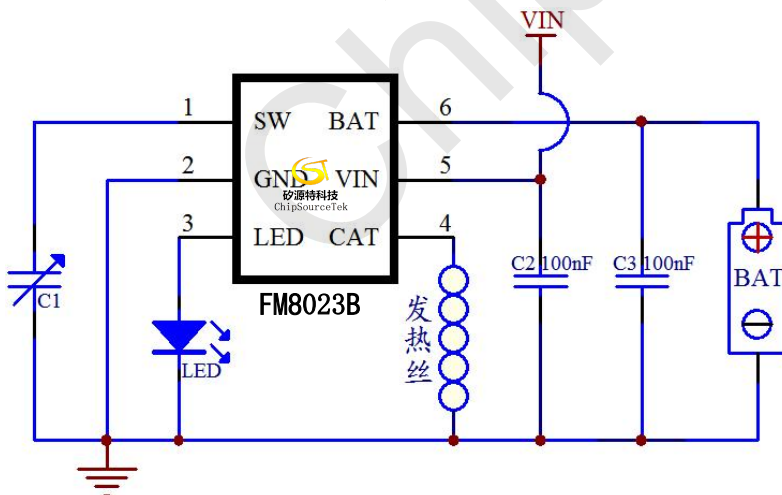 Chip
VIN
1
6
SW
BAT
2
5
GND
VIN
矽源特科技
ChipSourceTek
3
4
LED
CAT
FM8023B
C1
LED
发热丝
C2 100nF
C3 100nF
BAT